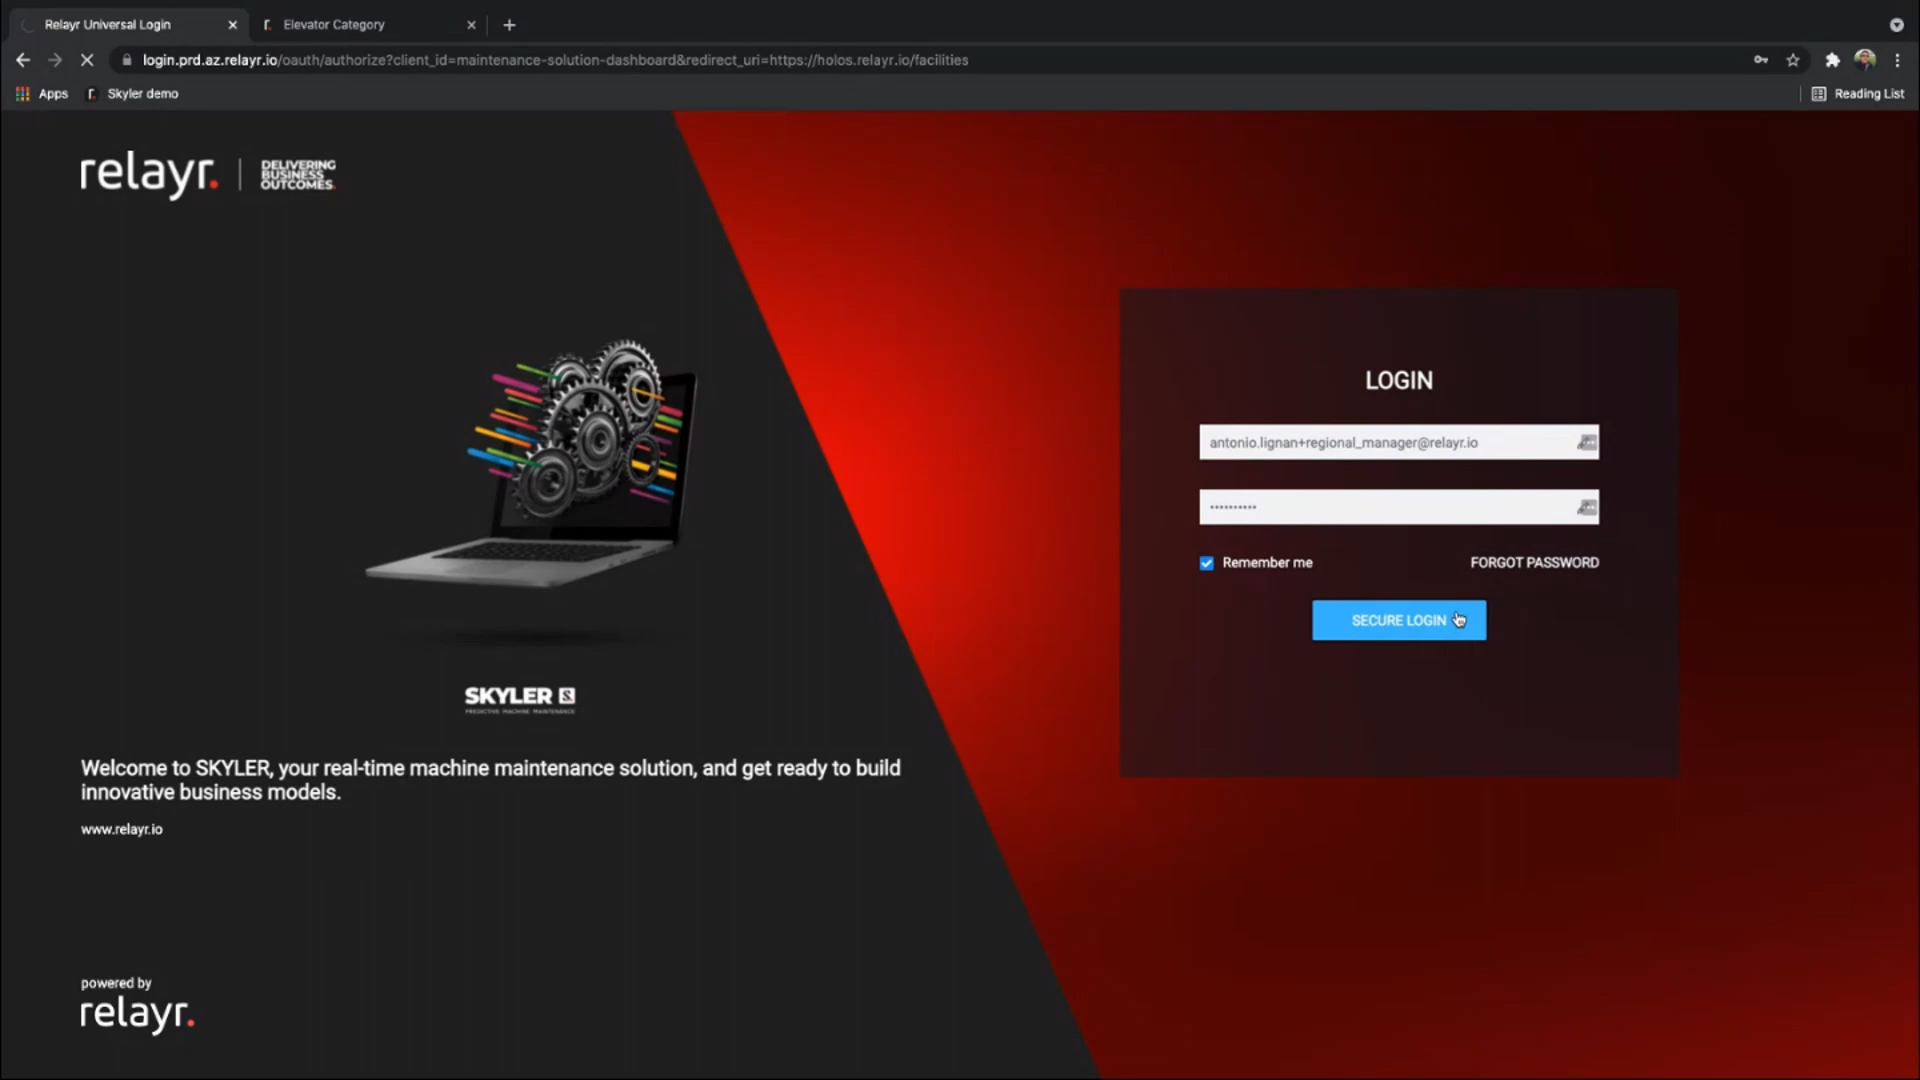 Relayr Universal Login
Elevator Category
login.prd.az.relayr.io/oauth/authorize?client_id=maintenance-solution-dashboard&redirect_uri=https://holos.relayr.io/facilities
Apps
Skyler demo
Reading List
relayr.
DELIVERING
BUSINESS
OUTCOMES.
LOGIN
antonio.lignan+regional_manager@relayr.io
Remember me
FORGOT PASSWORD
SECURE LOGIN
SKYLER S
PREDICTIVE MACHINE MAINTENANCE
Welcome to SKYLER, your real-time machine maintenance solution, and get ready to build
innovative business models.
www.relayr.io
powered by
relayr.